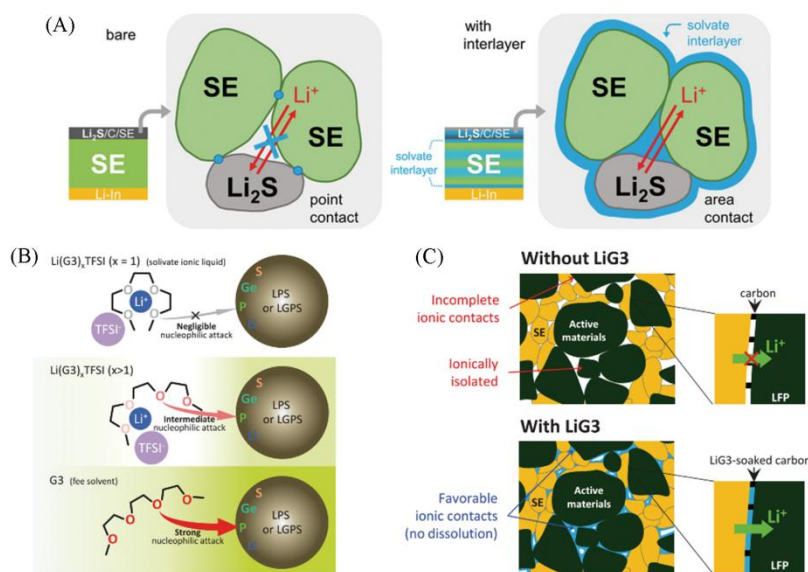 (A)
bare
SE
Li⁺
SE
Li₂S/C/SE
SE
Li-In
Li₂S
point
contact
with
interlayer
solvate
interlayer
SE
Li⁺
SE
Li₂S/C/SE
solvate
interlayer
SE
Li-In
Li₂S
area
contact
(B)
Li(G3)ₓTFSI (x = 1) (solvate ionic liquid)
O O
Li⁺
O O
TFSI⁻
Negligible
nucleophilic attack
S
Ge
P
Li
LPS
or LGPS
Li(G3)ₓTFSI (x>1)
O
O
O
O
Li⁺
TFSI⁻
Intermediate
nucleophilic attack
S
Ge
P
Li
LPS
or LGPS
G3 (fee solvent)
O
O
O
O
Strong
nucleophilic attack
S
Ge
P
Li
LPS
or LGPS
(C)
Without LiG3
Incomplete
ionic contacts
SE
Active
materials
Ionically
isolated
carbon
Li⁺
LFP
With LiG3
SE
Active
materials
Favorable
ionic contacts
(no dissolution)
LiG3-soaked carbon
Li⁺
LFP